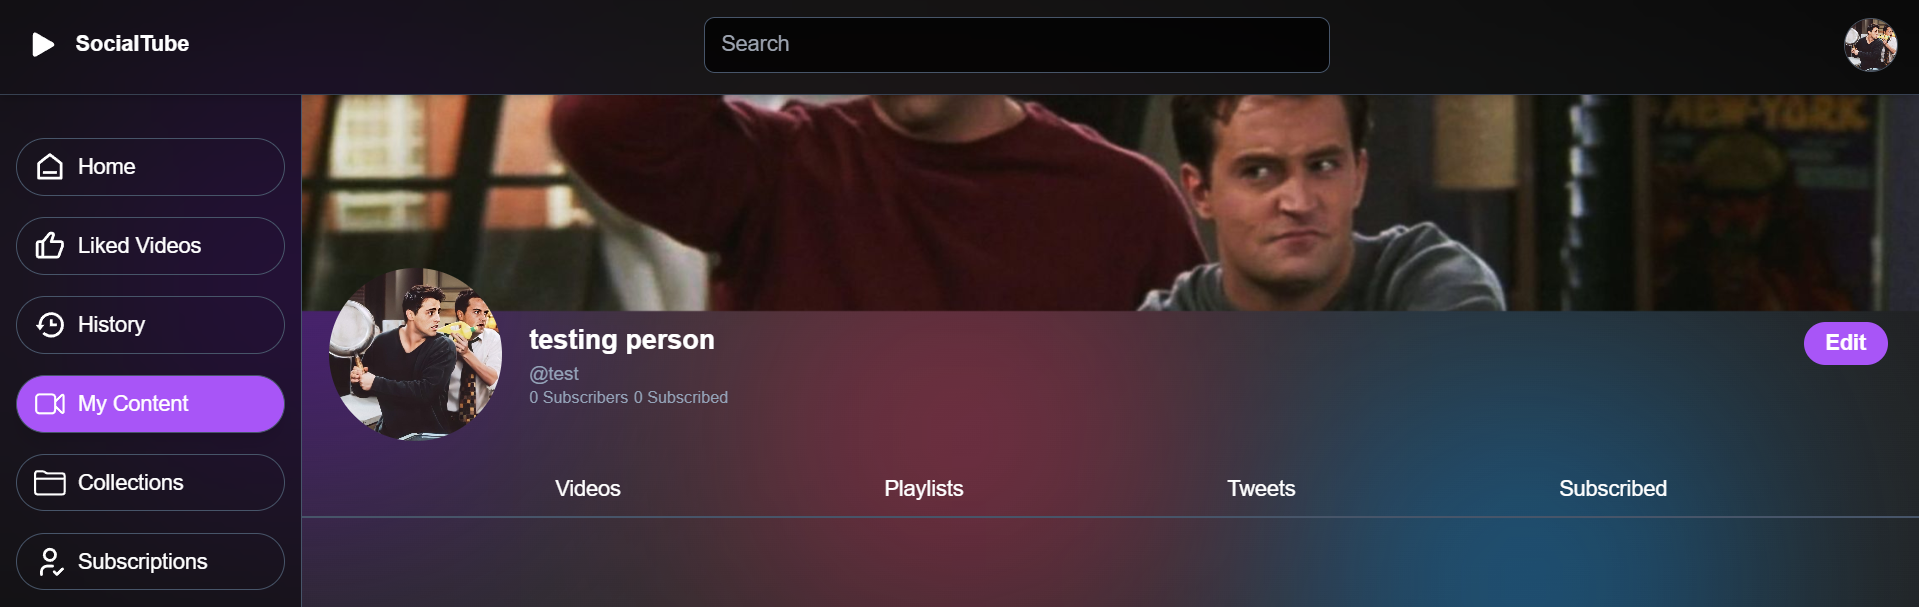 SocialTube
Search
Home
Liked Videos
History
My Content
Collections
Subscriptions
NEW-YORK
testing person
@test
0 Subscribers 0 Subscribed
Edit
Videos
Playlists
Tweets
Subscribed